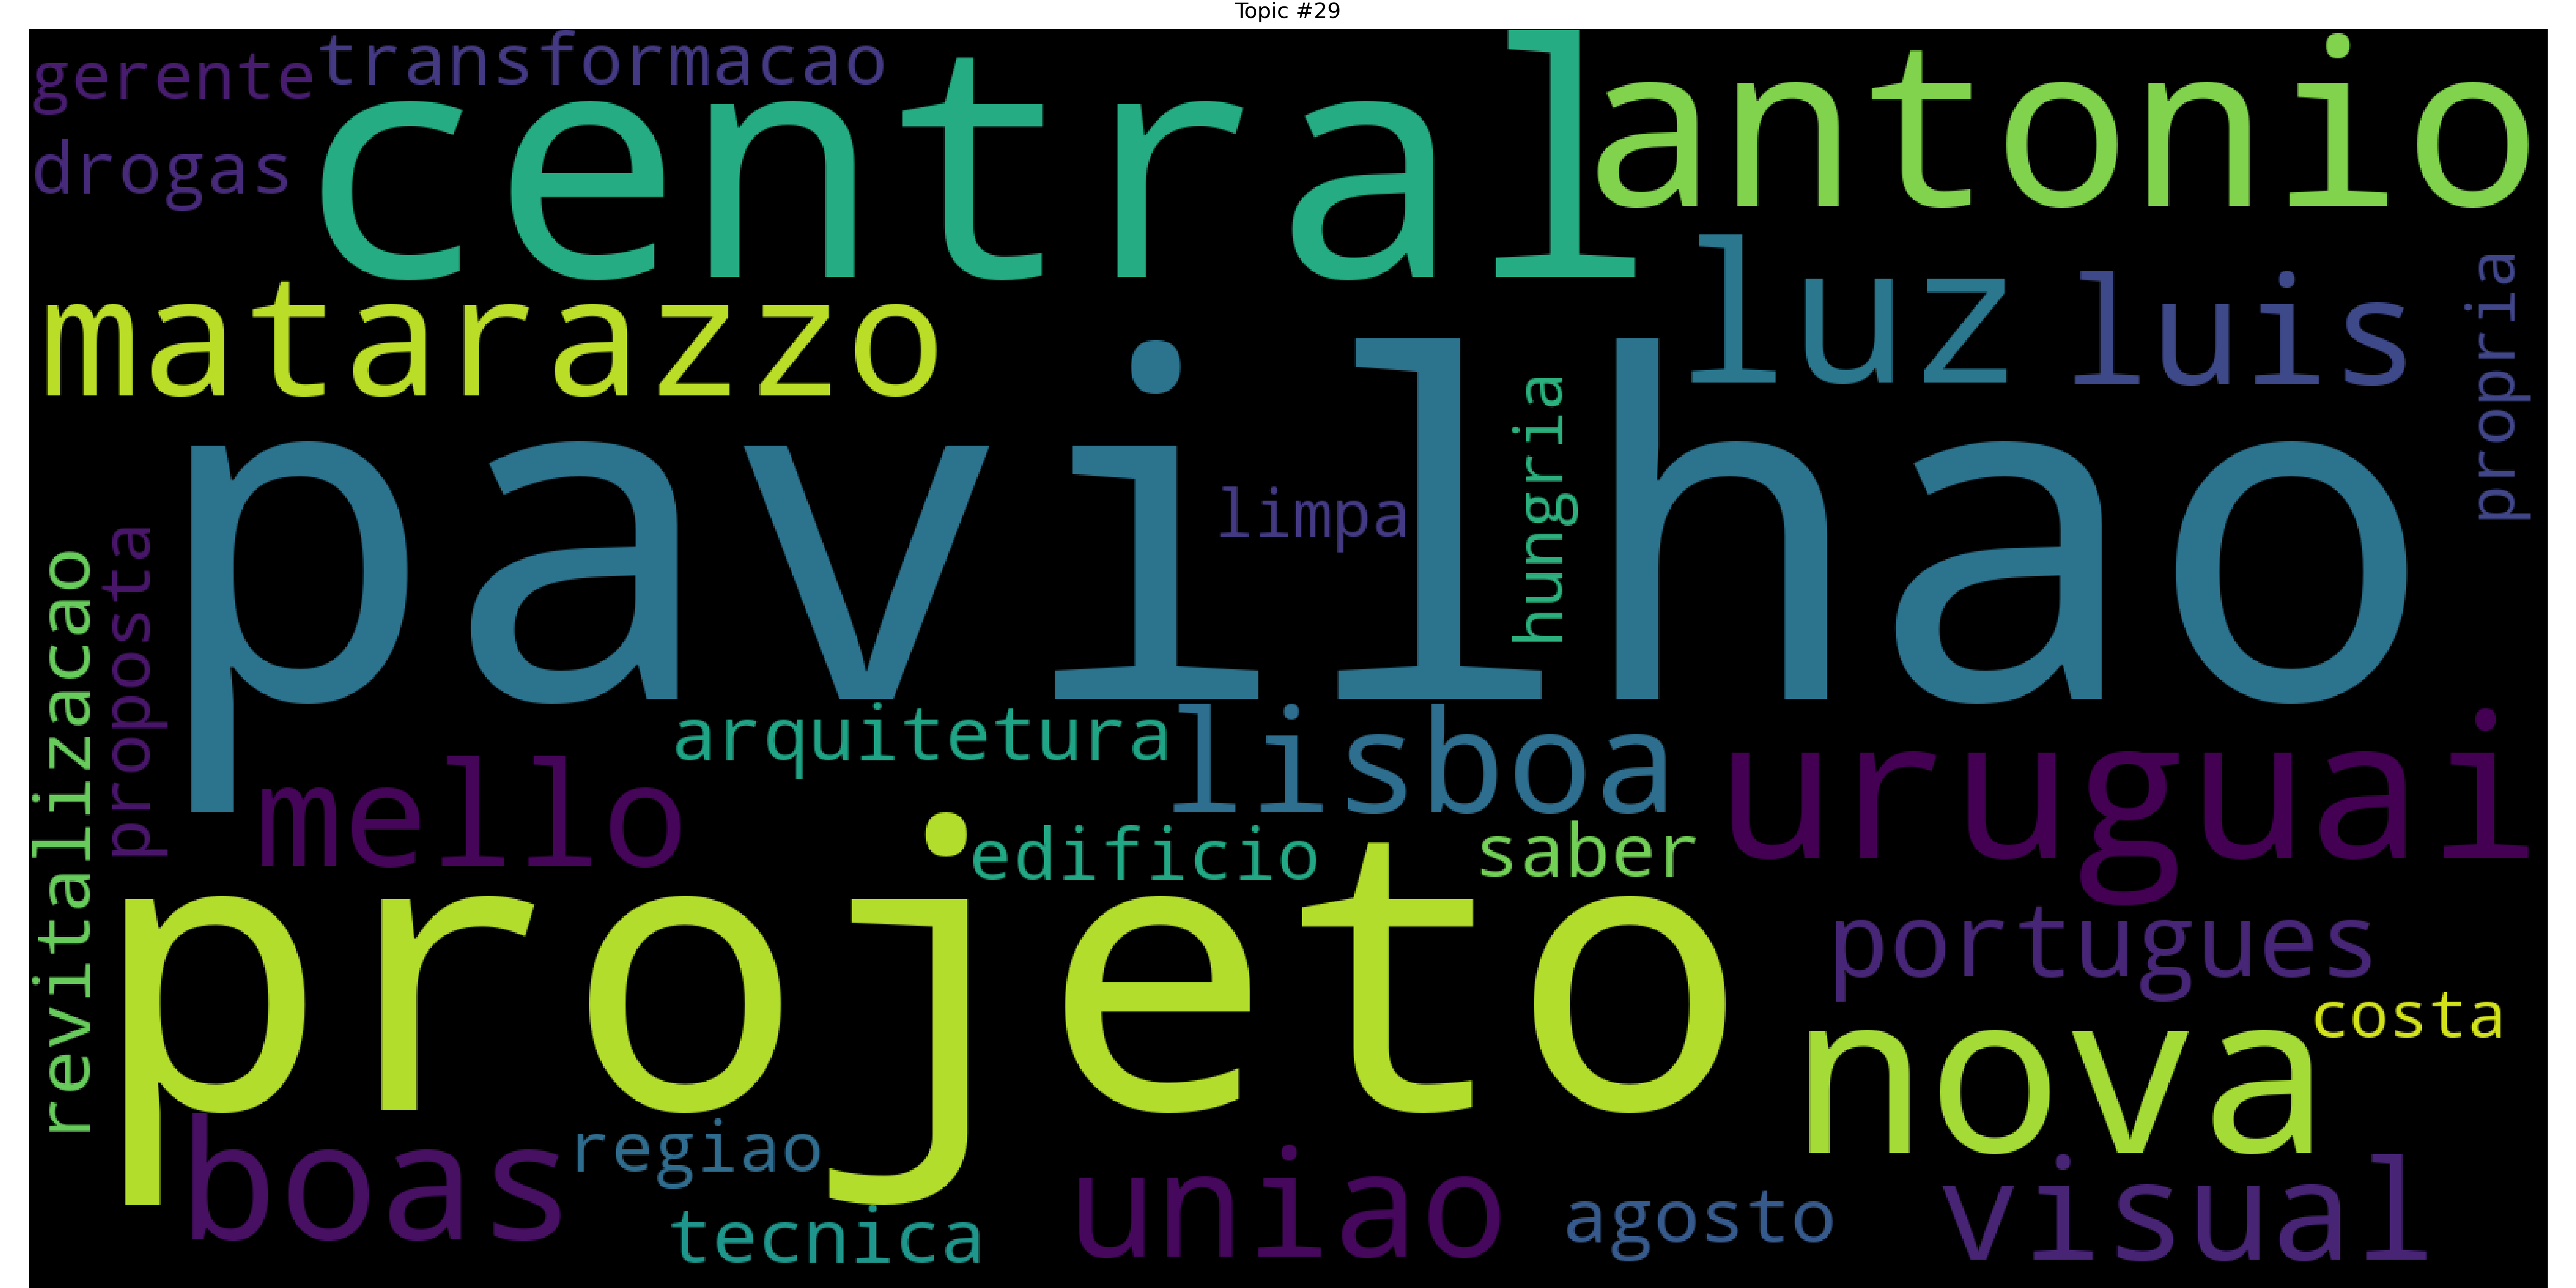 Topic #29
gerente
transformacao
central
antonio
drogas
matarazzo
luz
luis
propria
pavilhao
limpa
hungria
revitalizacao
proposta
arquitetura
lisboa
uruguai
mello
edificio
saber
projeto
portugues
costa
nova
boas
regiao
tecnica
uniao
agosto
visual